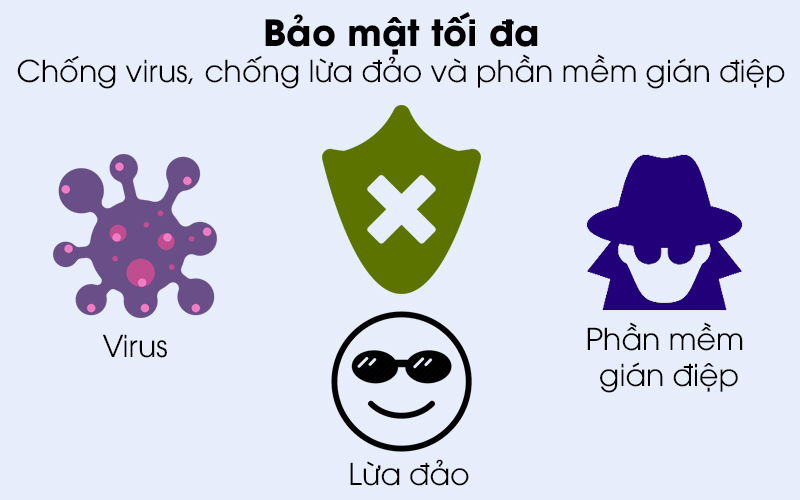 Bảo mật tối đa
Chống virus, chống lừa đảo và phần mềm gián điệp
Virus
Phần mềm
gián điệp
Lừa đảo